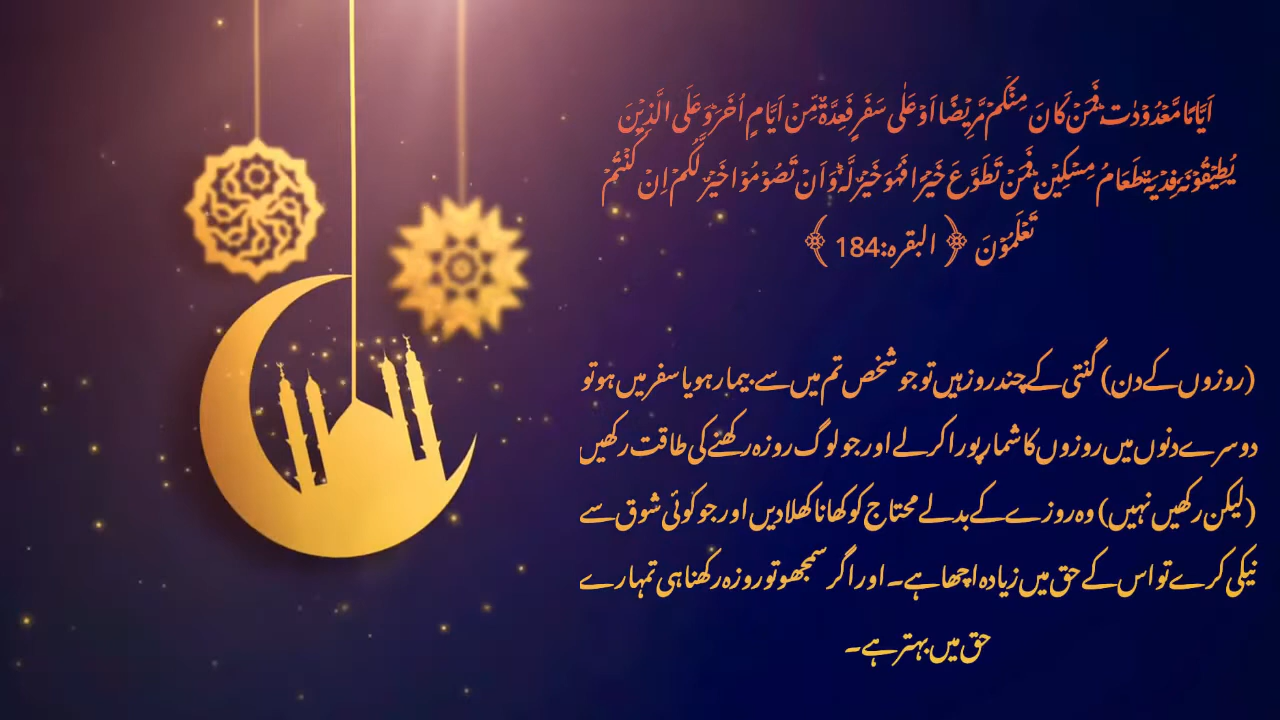 اَيَّامًا مَّعۡدُوۡدٰتٍؕ فَمَنۡ كَانَ مِنۡكُمۡ مَّرِيۡضًا اَوۡ عَلٰى سَفَرٍ فَعِدَّةٌ مِّنۡ اَيَّامٍ اُخَرَؕ وَعَلَى الَّذِيۡنَ
يُطِيۡقُوۡنَهٗ فِدۡيَةٌ طَعَامُ مِسۡكِيۡنٍؕ فَمَنۡ تَطَوَّعَ خَيۡرًا فَهُوَ خَيۡرٌ لَّهٗؕ وَاَنۡ تَصُوۡمُوۡا خَيۡرٌ لَّـکُمۡ اِنۡ كُنۡتُمۡ
تَعۡلَمُوۡنَ ﴿البقرہ:184﴾
(روزوں کے دن) گنتی کے چند روز ہیں تو جو شخص تم میں سے بیمار ہو یا سفر میں ہو تو
دوسرے دنوں میں روزوں کا شمار پورا کرلے اور جو لوگ روزہ رکھنے کی طاقت رکھیں
(لیکن رکھیں نہیں) وہ روزے کے بدلے محتاج کو کھانا کھلا دیں اور جو کوئی شوق سے
نیکی کرے تو اس کے حق میں زیادہ اچھا ہے۔ اور اگر سمجھو تو روزہ رکھنا ہی تمہارے
حق میں بہتر ہے۔